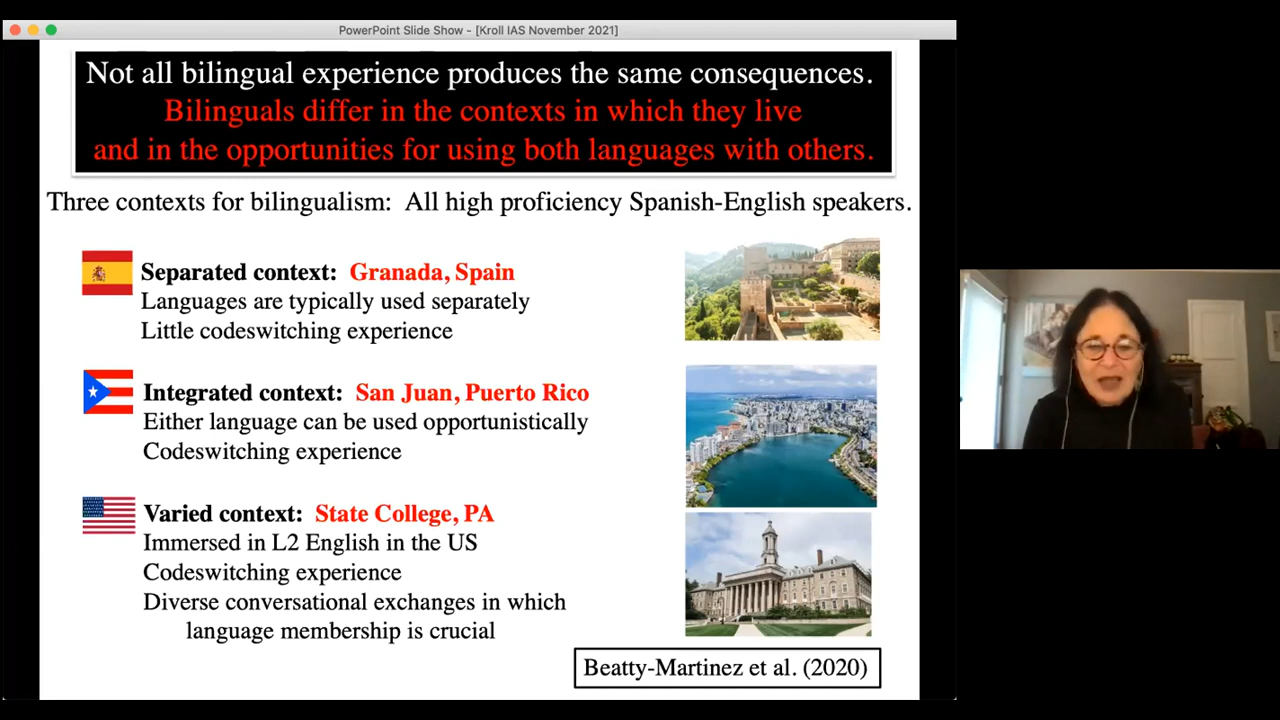 PowerPoint Slide Show - [Kroll IAS November 2021]
Not all bilingual experience produces the same consequences.
Bilinguals differ in the contexts in which they live
and in the opportunities for using both languages with others.
Three contexts for bilingualism: All high proficiency Spanish-English speakers.
Separated context: Granada, Spain
Languages are typically used separately
Little codeswitching experience
Integrated context: San Juan, Puerto Rico
Either language can be used opportunistically
Codeswitching experience
Varied context: State College, PA
Immersed in L2 English in the US
Codeswitching experience
Diverse conversational exchanges in which
language membership is crucial
Beatty-Martinez et al. (2020)